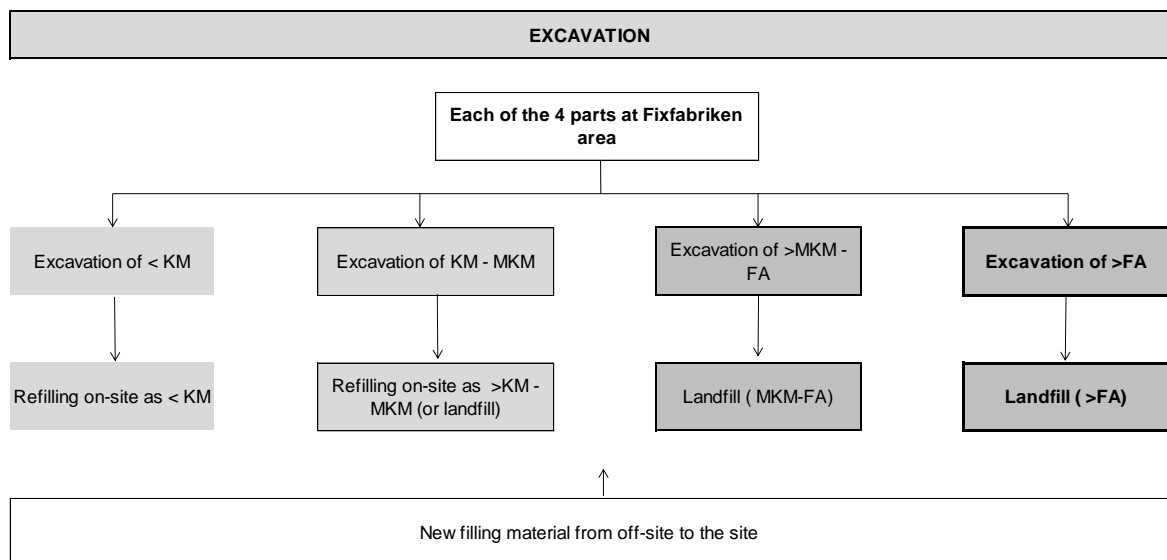 EXCAVATION
Each of the 4 parts at Fixfabriken
area
Excavation of < KM
Excavation of KM - MKM
Excavation of >MKM -
FA
Excavation of >FA
Refilling on-site as < KM
Refilling on-site as >KM -
MKM (or landfill)
Landfill ( MKM-FA)
Landfill ( >FA)
New filling material from off-site to the site